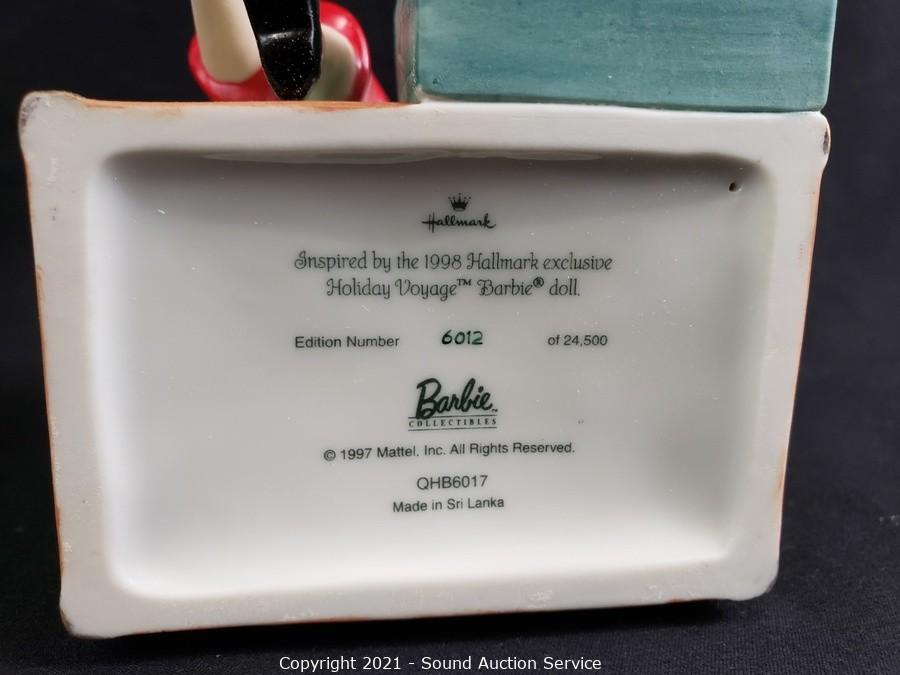 Hallmark
Inspired by the 1998 Hallmark exclusive
Holiday Voyage™ Barbie® doll.
Edition Number 6012 of 24,500
Barbie™
COLLECTIBLES
© 1997 Mattel, Inc. All Rights Reserved.
QHB6017
Made in Sri Lanka
Copyright 2021 - Sound Auction Service